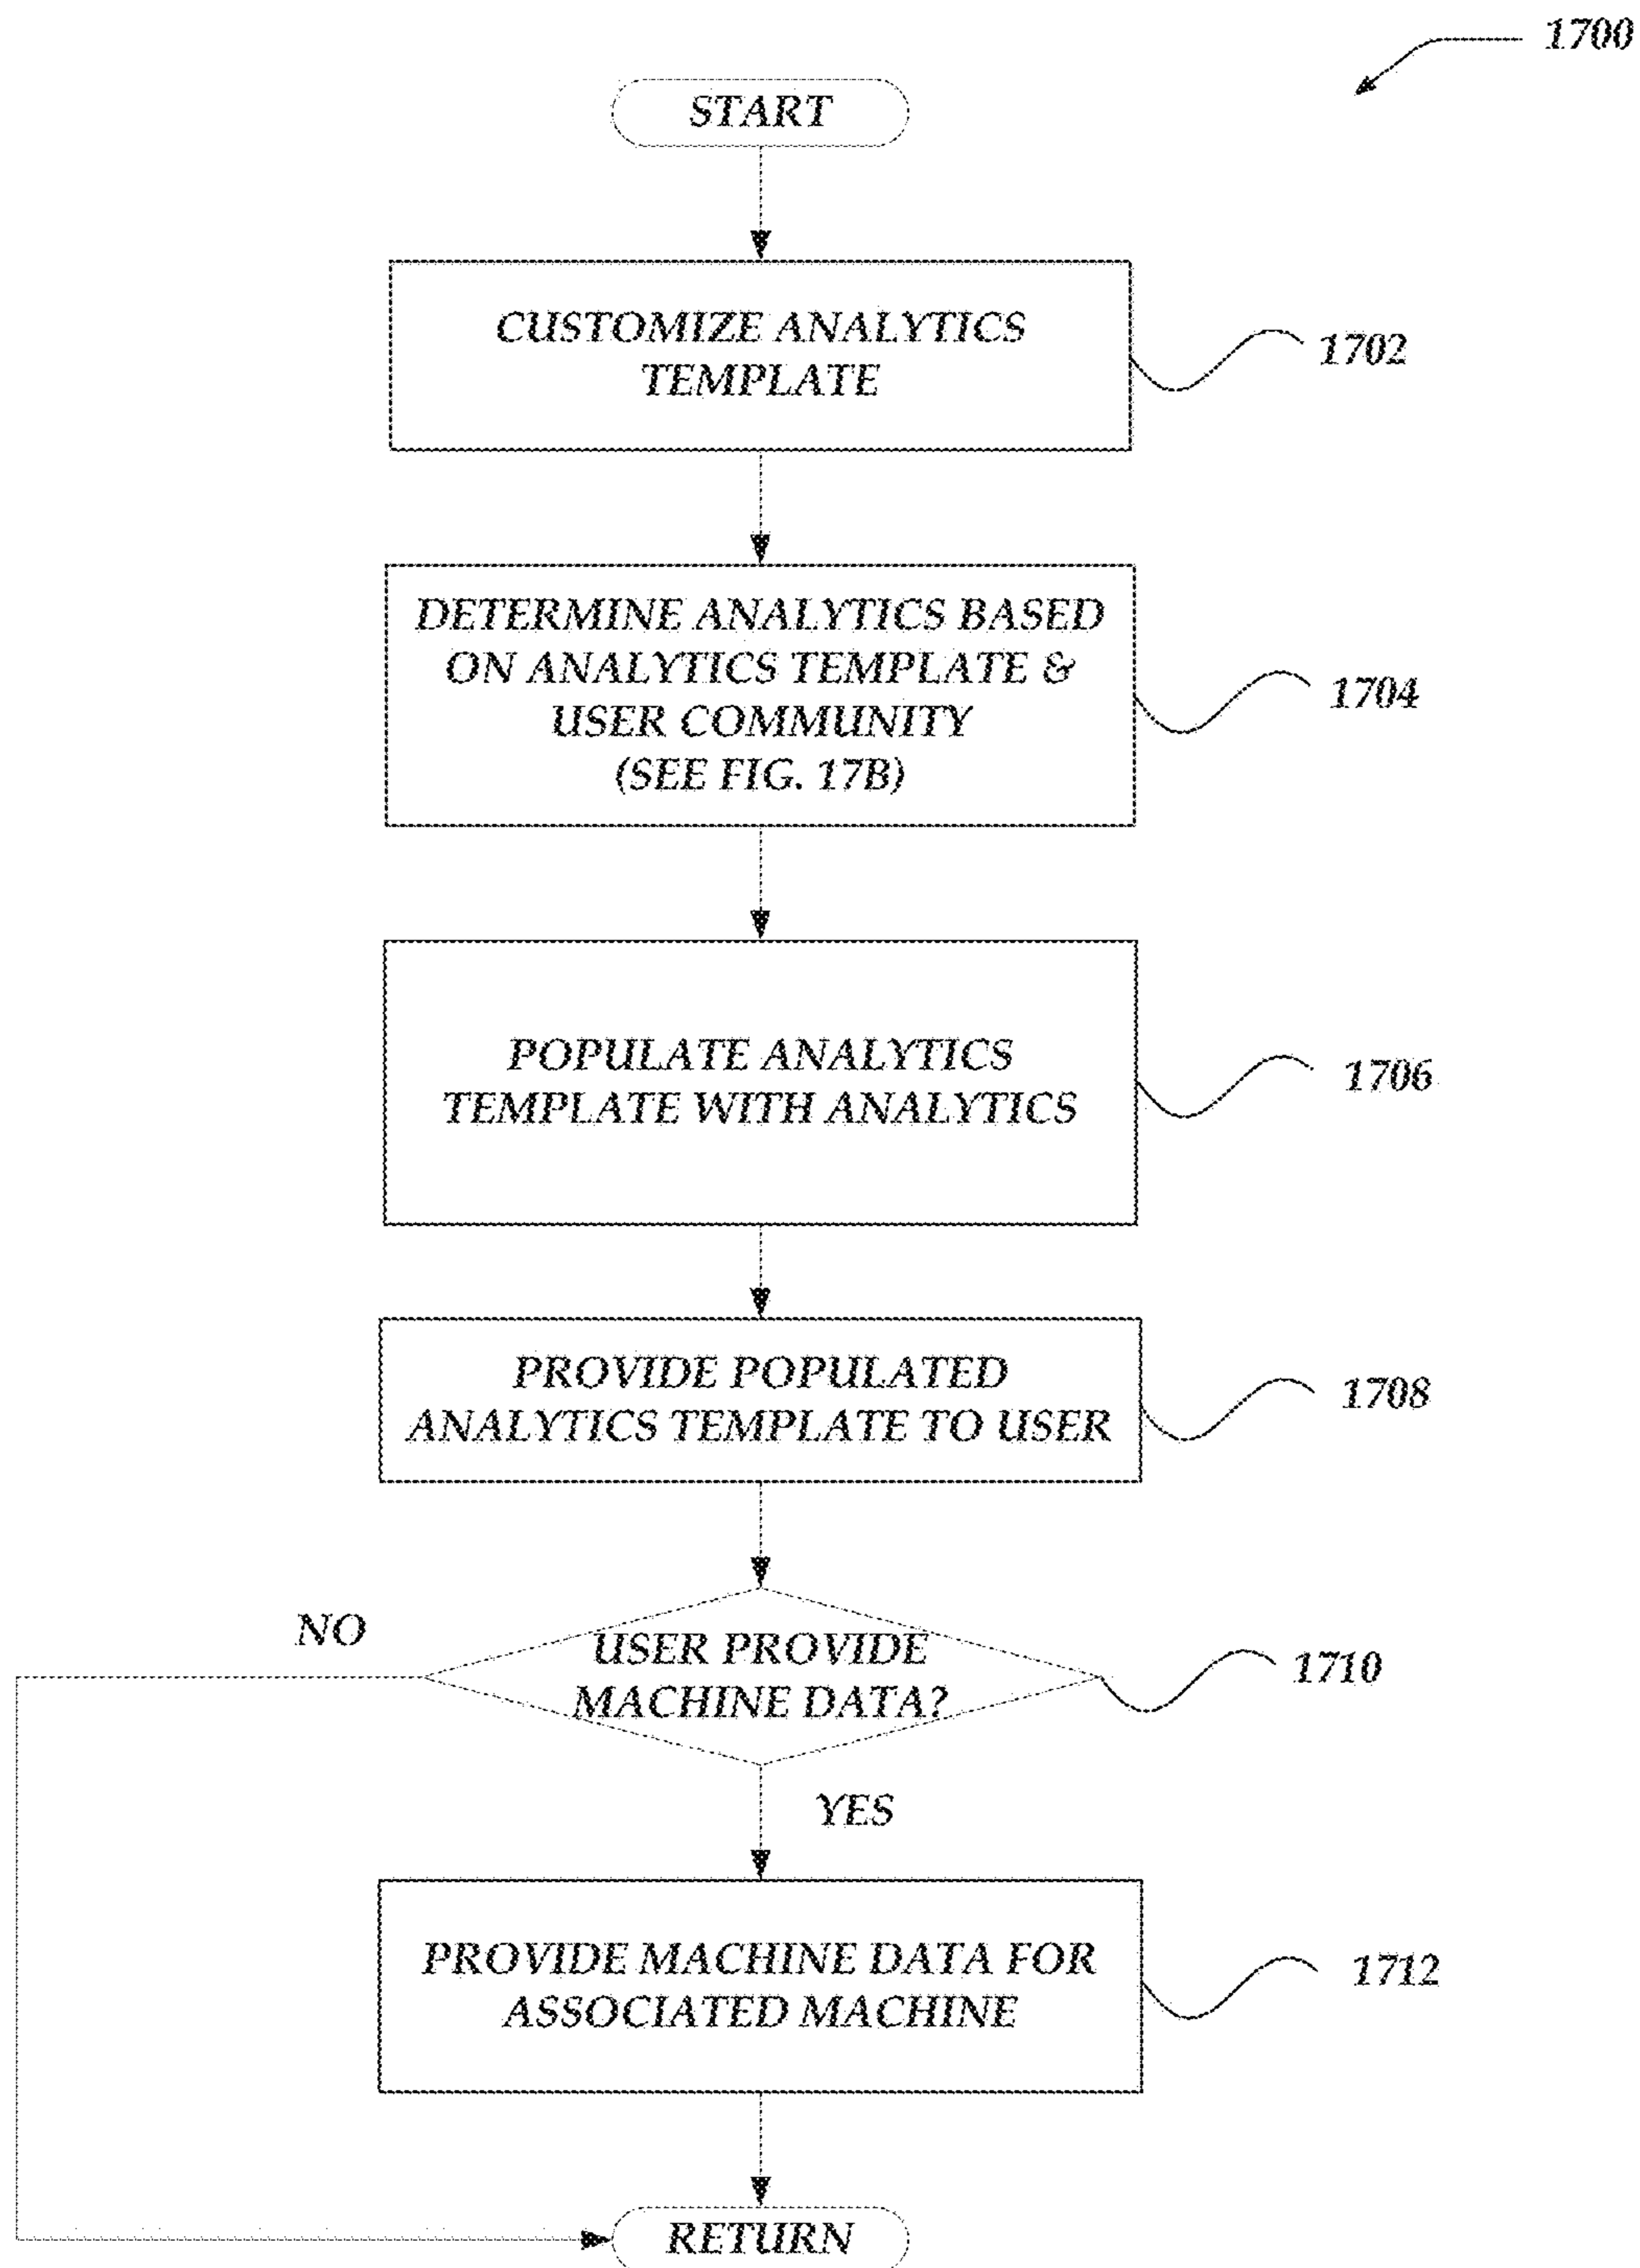 1700
START
CUSTOMIZE ANALYTICS
TEMPLATE
1702
DETERMINE ANALYTICS BASED
ON ANALYTICS TEMPLATE &
USER COMMUNITY
(SEE FIG. 17B)
1704
POPULATE ANALYTICS
TEMPLATE WITH ANALYTICS
1706
PROVIDE POPULATED
ANALYTICS TEMPLATE TO USER
1708
NO
USER PROVIDE
MACHINE DATA?
1710
YES
PROVIDE MACHINE DATA FOR
ASSOCIATED MACHINE
1712
RETURN